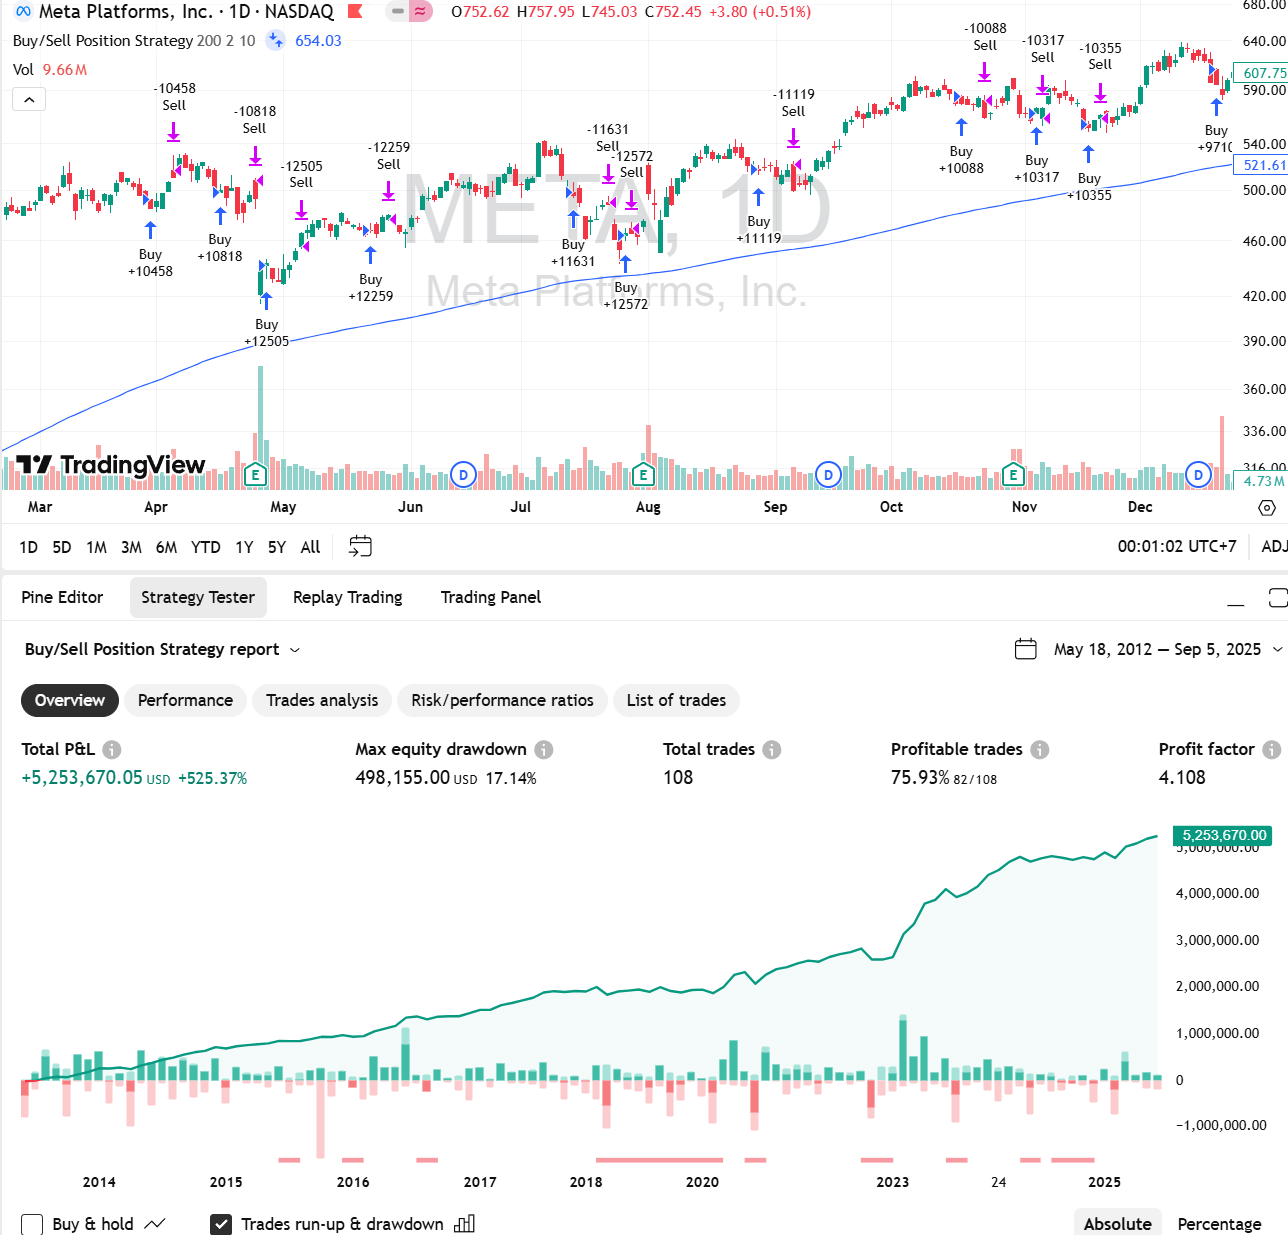 Meta Platforms, Inc. · 1D · NASDAQ O752.62 H757.95 L745.03 C752.45 +3.80 (+0.51%)
Buy/Sell Position Strategy 200 2 10 654.03
Vol 9.66M
680.00
640.00
607.75
590.00
540.00
521.61
500.00
460.00
420.00
390.00
360.00
336.00
316.00
4.73M
-10458
Sell
-10818
Sell
-12505
Sell
-12259
Sell
-11631
Sell
-12572
Sell
-11119
Sell
-10088
Sell
-10317
Sell
-10355
Sell
Buy
+10458
Buy
+10818
Buy
+12505
Buy
+12259
Buy
+11631
Buy
+12572
Buy
+11119
Buy
+10088
Buy
+10317
Buy
+10355
Buy
+9710
META, 1D
Meta Platforms, Inc.
TradingView
E D E D E D
Mar Apr May Jun Jul Aug Sep Oct Nov Dec
1D 5D 1M 3M 6M YTD 1Y 5Y All 00:01:02 UTC+7 ADJ
Pine Editor Strategy Tester Replay Trading Trading Panel
Buy/Sell Position Strategy report May 18, 2012 — Sep 5, 2025
Overview Performance Trades analysis Risk/performance ratios List of trades
Total P&L Max equity drawdown Total trades Profitable trades Profit factor
+5,253,670.05 USD +525.37% 498,155.00 USD 17.14% 108 75.93% 82/108 4.108
5,253,670.00
5,000,000.00
4,000,000.00
3,000,000.00
2,000,000.00
1,000,000.00
0
−1,000,000.00
2014 2015 2016 2017 2018 2020 2023 24 2025
Buy & hold Trades run-up & drawdown Absolute Percentage